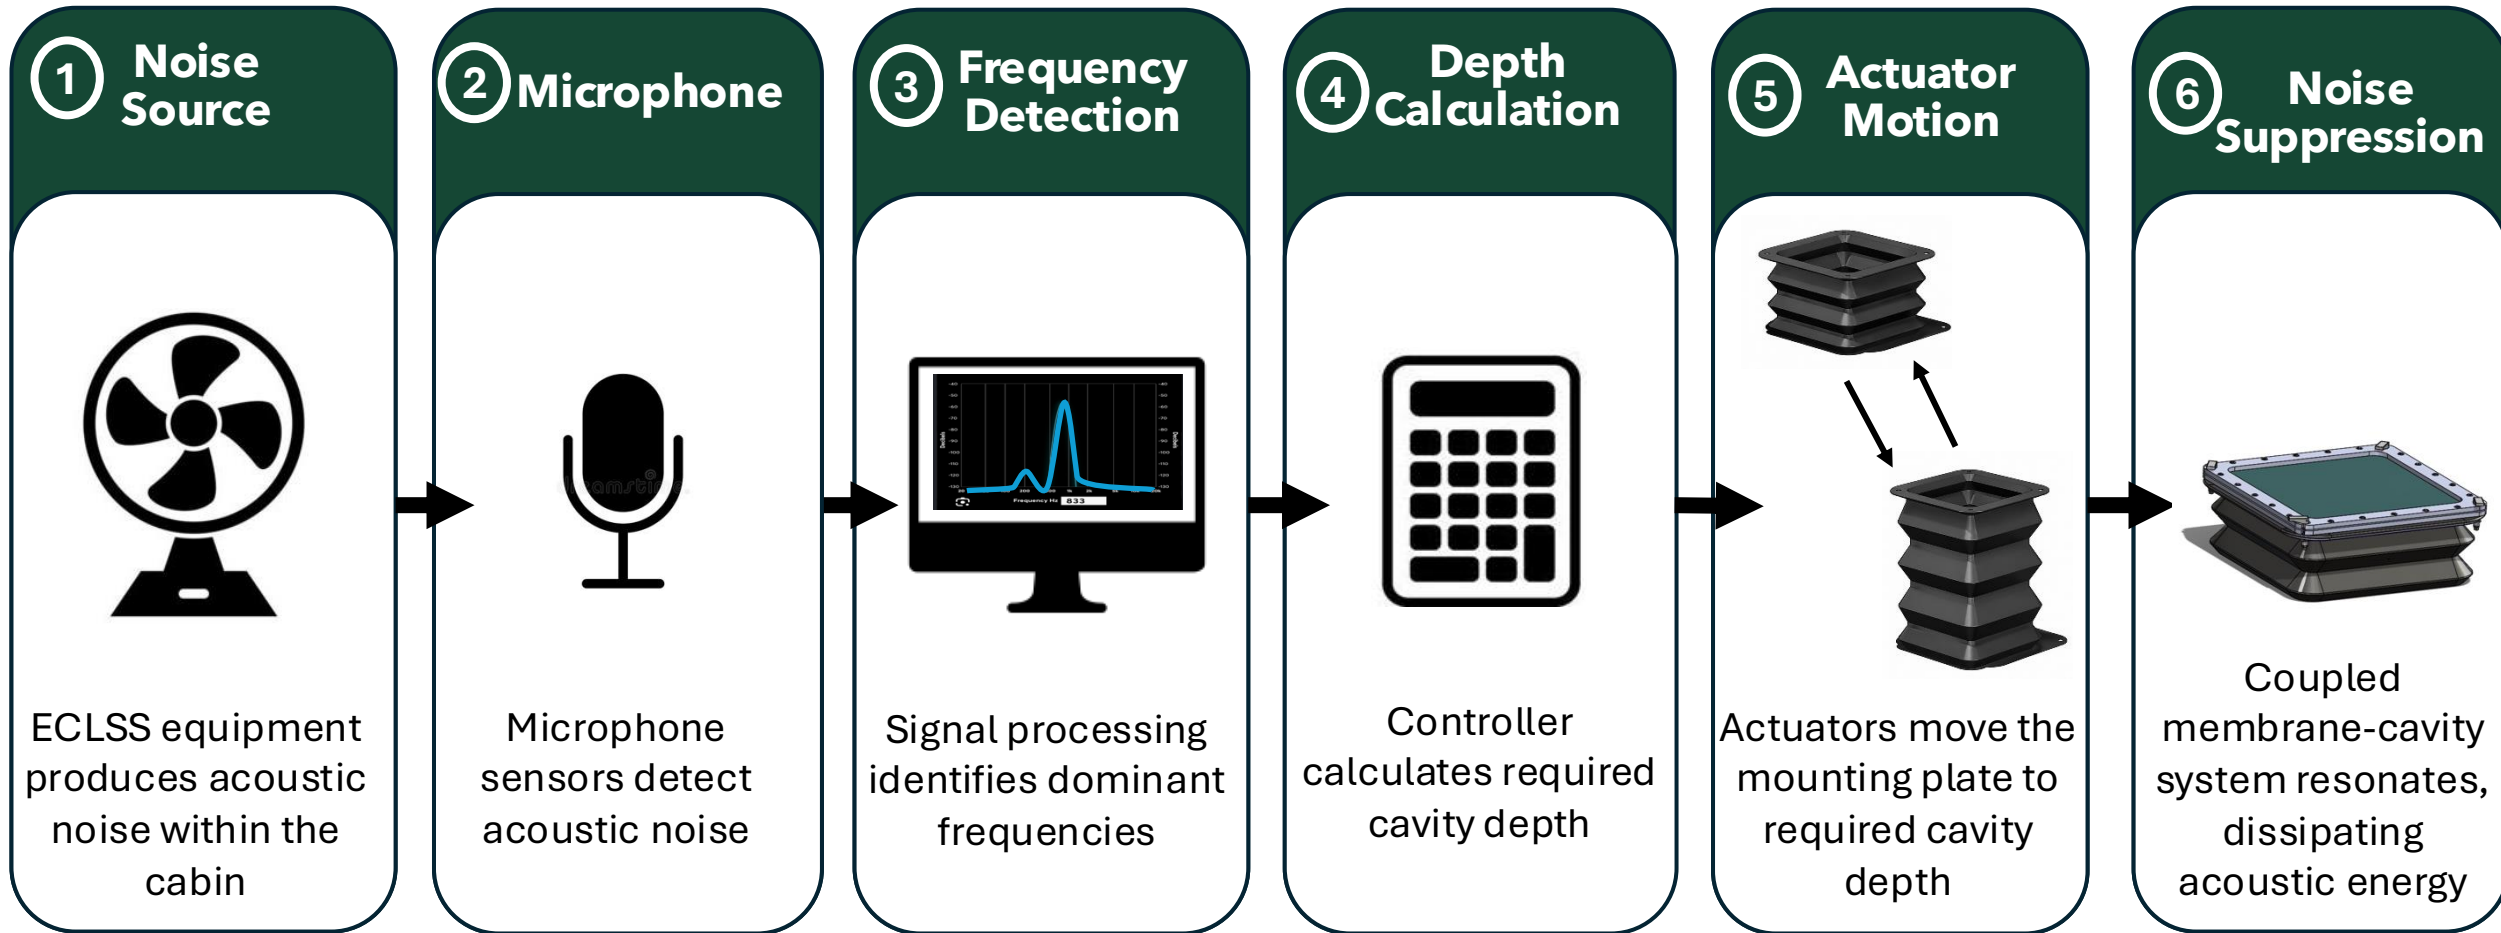 1
Noise
Source
2
Microphone
3
Frequency
Detection
4
Depth
Calculation
5
Actuator
Motion
6
Noise
Suppression
Frequency Hz 833
ECLSS equipment
produces acoustic
noise within the
cabin
Microphone
sensors detect
acoustic noise
Signal processing
identifies dominant
frequencies
Controller
calculates required
cavity depth
Actuators move the
mounting plate to
required cavity
depth
Coupled
membrane-cavity
system resonates,
dissipating
acoustic energy